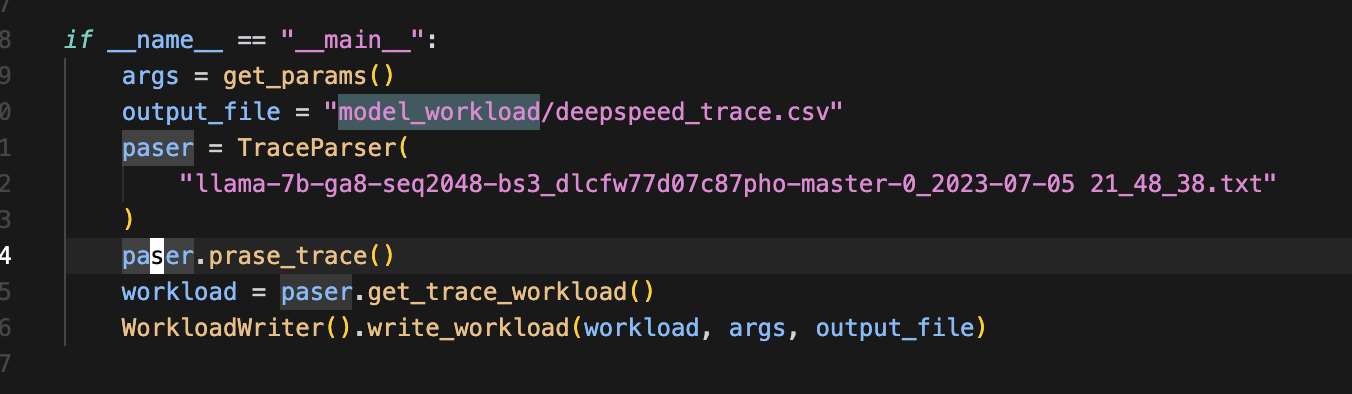 7
8 if __name__ == "__main__":
9     args = get_params()
0     output_file = "model_workload/deepspeed_trace.csv"
1     paser = TraceParser(
2         "llama-7b-ga8-seq2048-bs3_dlcfw77d07c87pho-master-0_2023-07-05 21_48_38.txt"
3     )
4     paser.prase_trace()
5     workload = paser.get_trace_workload()
6     WorkloadWriter().write_workload(workload, args, output_file)
7